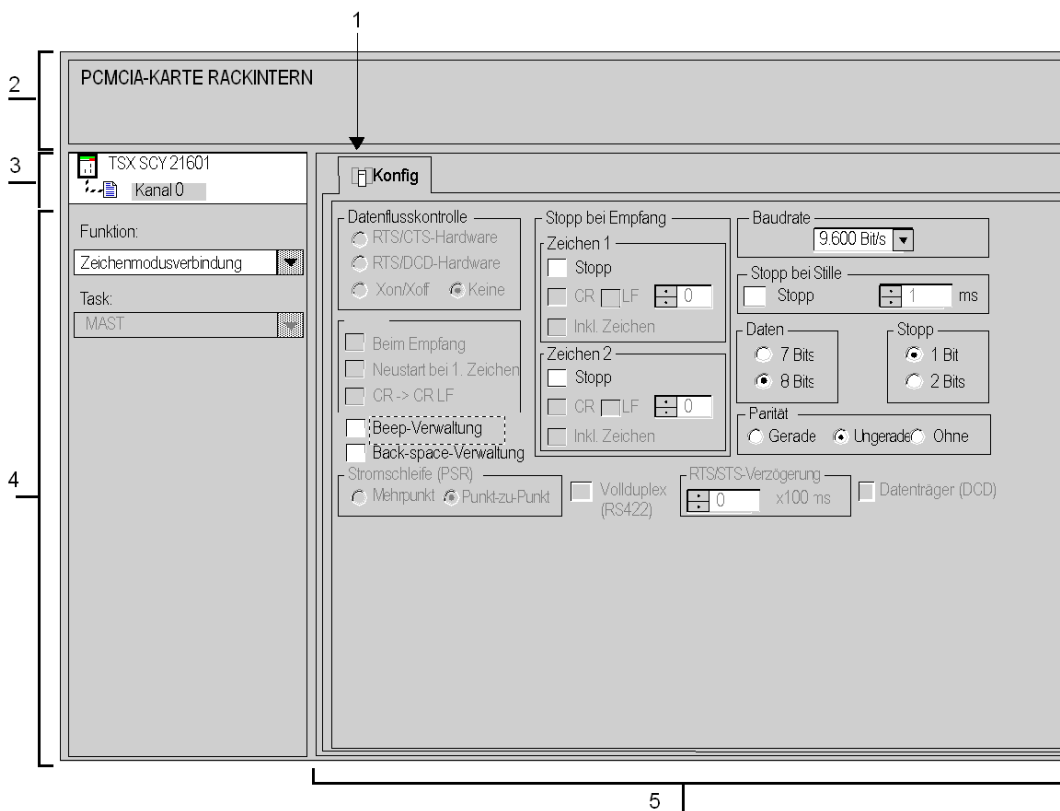 1
2
PCMCIA-KARTE RACKINTERN
3
TSX SCY 21601
Kanal 0
4
Funktion:
Zeichenmodusverbindung
Task:
MAST
Konfig
Datenflusskontrolle
RTS/CTS-Hardware
RTS/DCD-Hardware
Xon/Xoff Keine
Beim Empfang
Neustart bei 1. Zeichen
CR -> CR LF
Beep-Verwaltung
Back-space-Verwaltung
Stopp bei Empfang
Zeichen 1
Stopp
CR LF 0
Inkl. Zeichen
Zeichen 2
Stopp
CR LF 0
Inkl. Zeichen
Baudrate
9.600 Bit/s
Stopp bei Stille
Stopp 1 ms
Daten
7 Bits
8 Bits
Stopp
1 Bit
2 Bits
Parität
Gerade Ungerade Ohne
Stromschleife (PSR)
Mehrpunkt Punkt-zu-Punkt
Vollduplex
(RS422)
RTS/STS-Verzögerung
0 x100 ms
Datenträger (DCD)
5